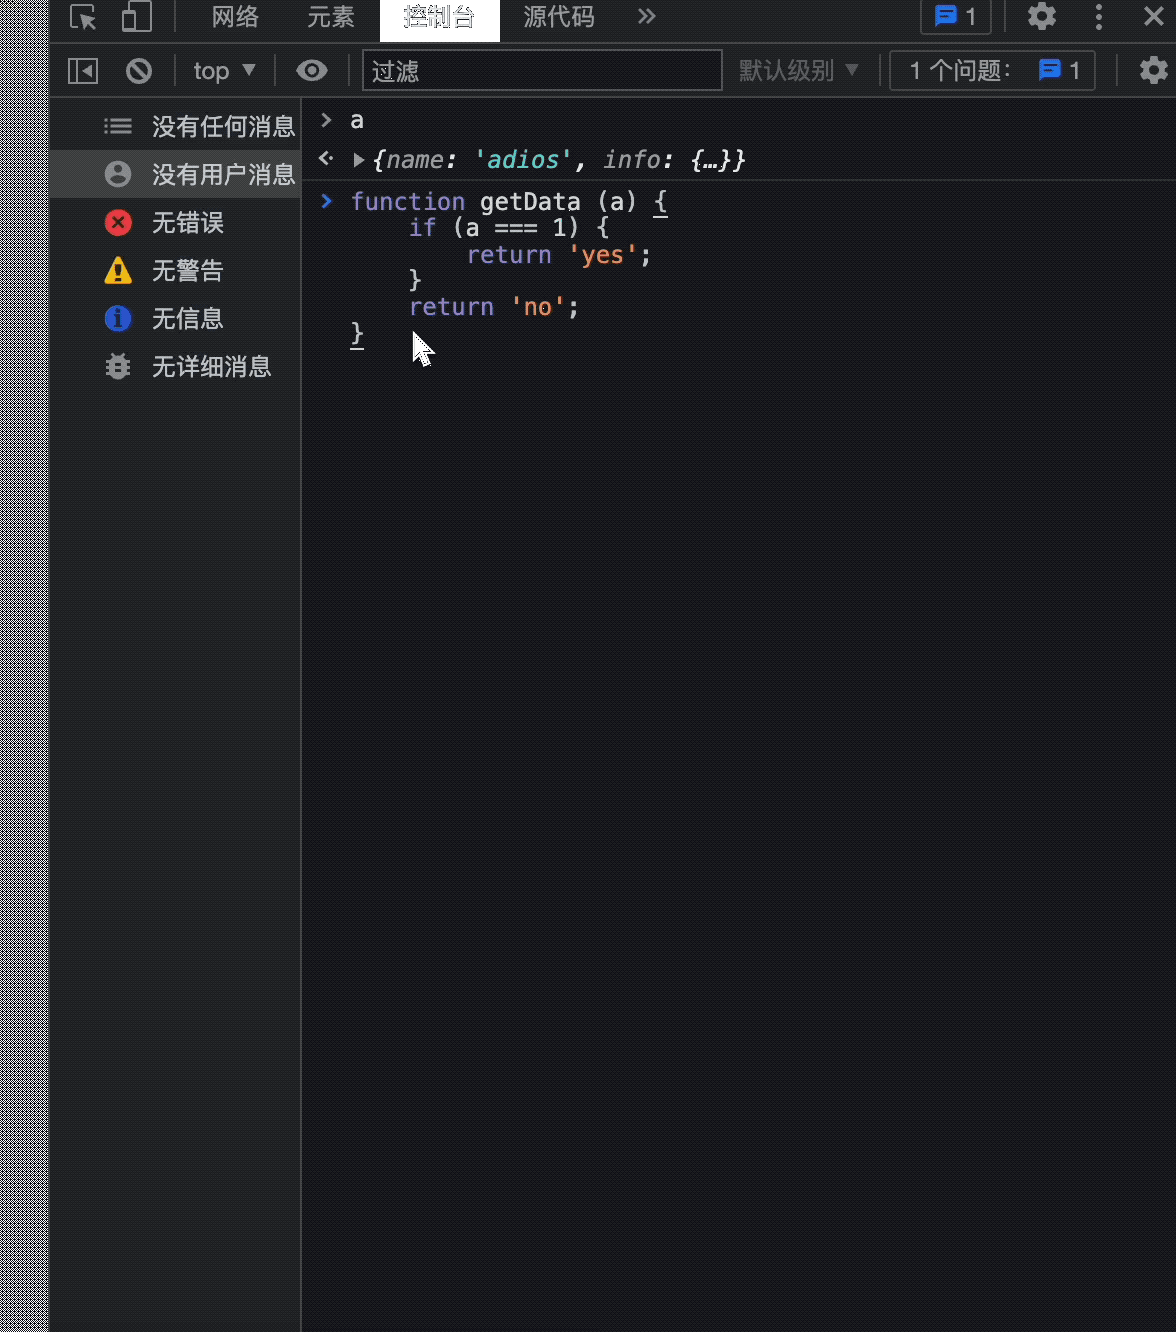 网络 元素 控制台 源代码 » 1
top ▼ 过滤 默认级别 ▼ 1 个问题： 1
没有任何消息
没有用户消息
无错误
无警告
无信息
无详细消息
> a
{name: 'adios', info: {…}}
> function getData (a) {
    if (a === 1) {
        return 'yes';
    }
    return 'no';
}